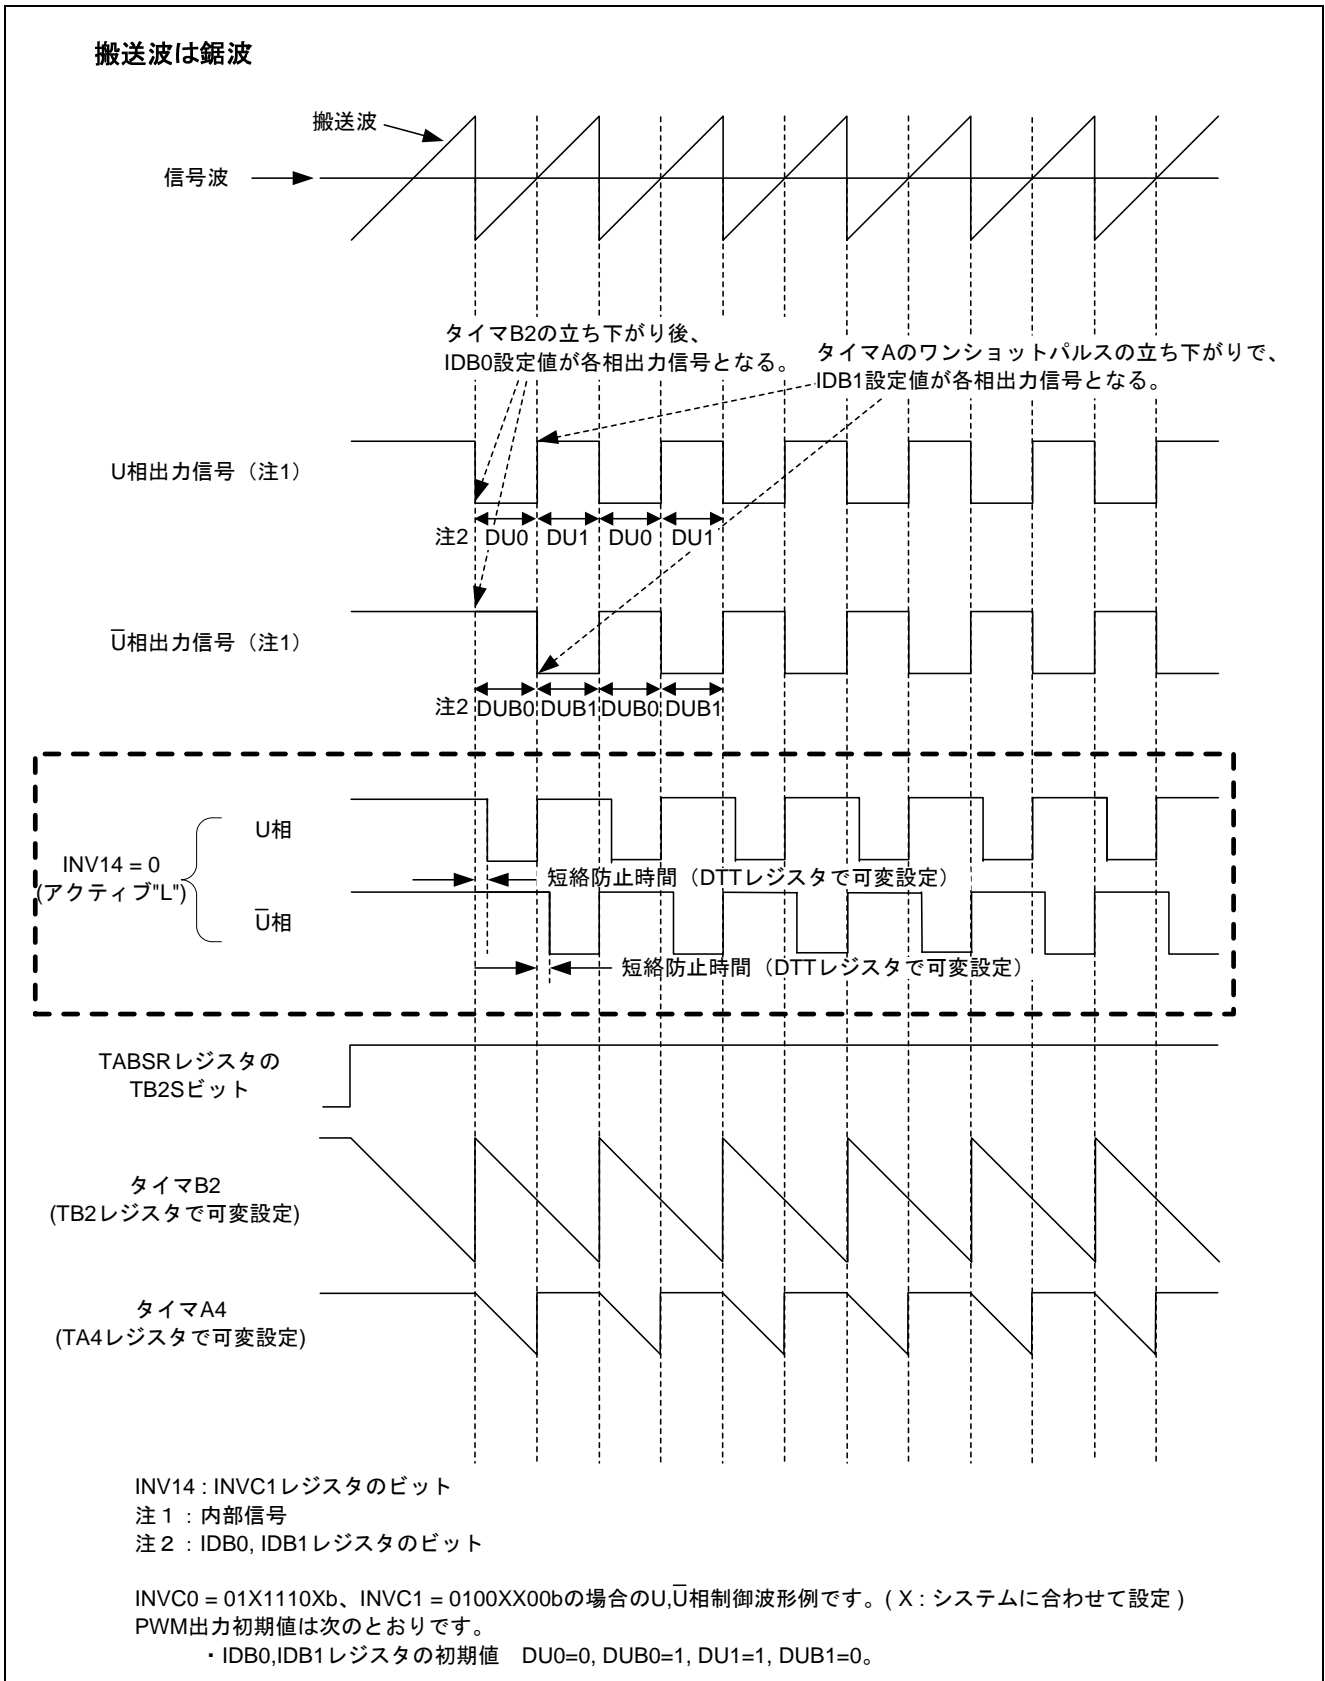 搬送波は鋸波
搬送波
信号波
タイマB2の立ち下がり後、
IDB0設定値が各相出力信号となる。
タイマAのワンショットパルスの立ち下がりで、
IDB1設定値が各相出力信号となる。
U相出力信号（注1）
注2 DU0 DU1 DU0 DU1
U̅相出力信号（注1）
注2 DUB0 DUB1 DUB0 DUB1
U相
INV14 = 0
(アクティブ"L")
短絡防止時間（DTTレジスタで可変設定）
U̅相
短絡防止時間（DTTレジスタで可変設定）
TABSRレジスタの
TB2Sビット
タイマB2
(TB2レジスタで可変設定)
タイマA4
(TA4レジスタで可変設定)
INV14 : INVC1レジスタのビット
注１：内部信号
注２：IDB0, IDB1レジスタのビット
INVC0 = 01X1110Xb、INVC1 = 0100XX00bの場合のU,U̅相制御波形例です。( X : システムに合わせて設定 )
PWM出力初期値は次のとおりです。
・IDB0,IDB1レジスタの初期値　DU0=0, DUB0=1, DU1=1, DUB1=0。